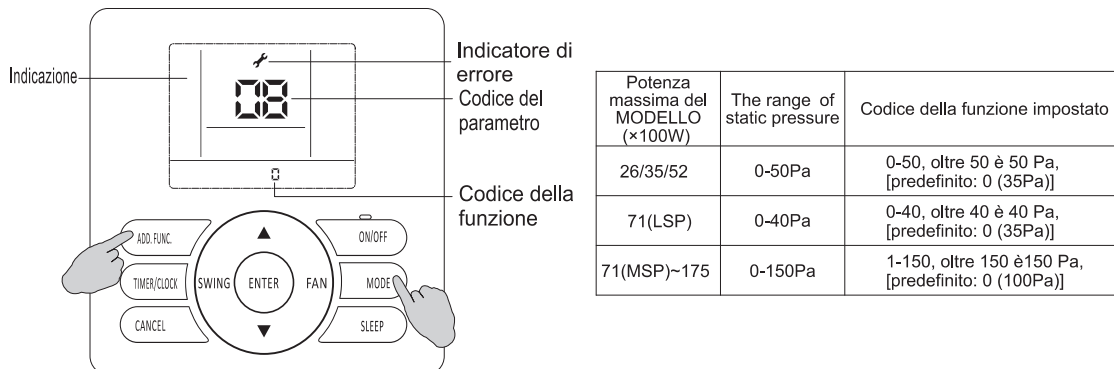 Indicazione
08
0
Indicatore di
errore
Codice del
parametro
Codice della
funzione
ADD. FUNC.
TIMER/CLOCK
CANCEL
▲
SWING
ENTER
FAN
▼
ON/OFF
MODE
SLEEP
Potenza
massima del
MODELLO
(×100W)
The range of
static pressure
Codice della funzione impostato
26/35/52
0-50Pa
0-50, oltre 50 è 50 Pa,
[predefinito: 0 (35Pa)]
71(LSP)
0-40Pa
0-40, oltre 40 è 40 Pa,
[predefinito: 0 (35Pa)]
71(MSP)~175
0-150Pa
1-150, oltre 150 è150 Pa,
[predefinito: 0 (100Pa)]